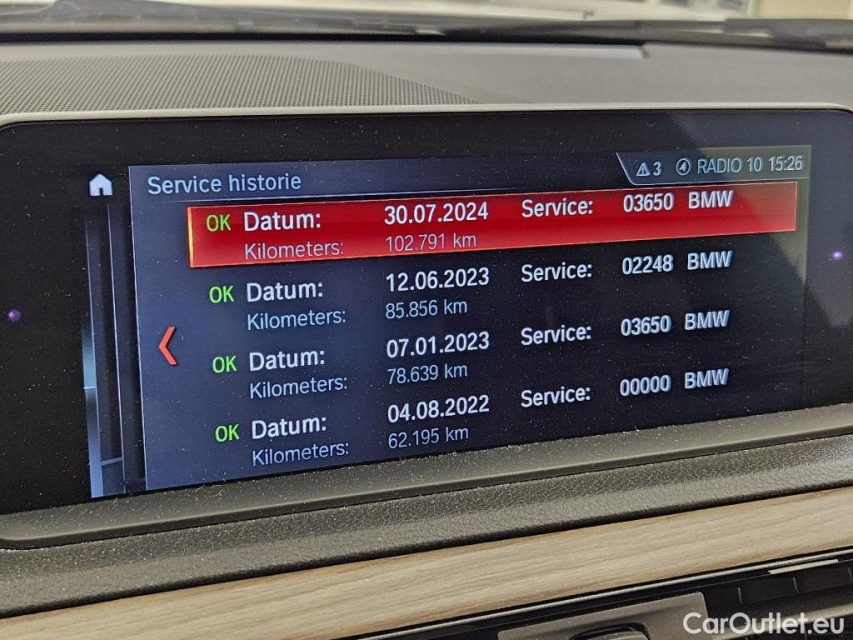 Service historie
3 RADIO 10 15:26
OK Datum: 30.07.2024 Service: 03650 BMW
Kilometers: 102.791 km
OK Datum: 12.06.2023 Service: 02248 BMW
Kilometers: 85.856 km
OK Datum: 07.01.2023 Service: 03650 BMW
Kilometers: 78.639 km
OK Datum: 04.08.2022 Service: 00000 BMW
Kilometers: 62.195 km
CarOutlet.eu